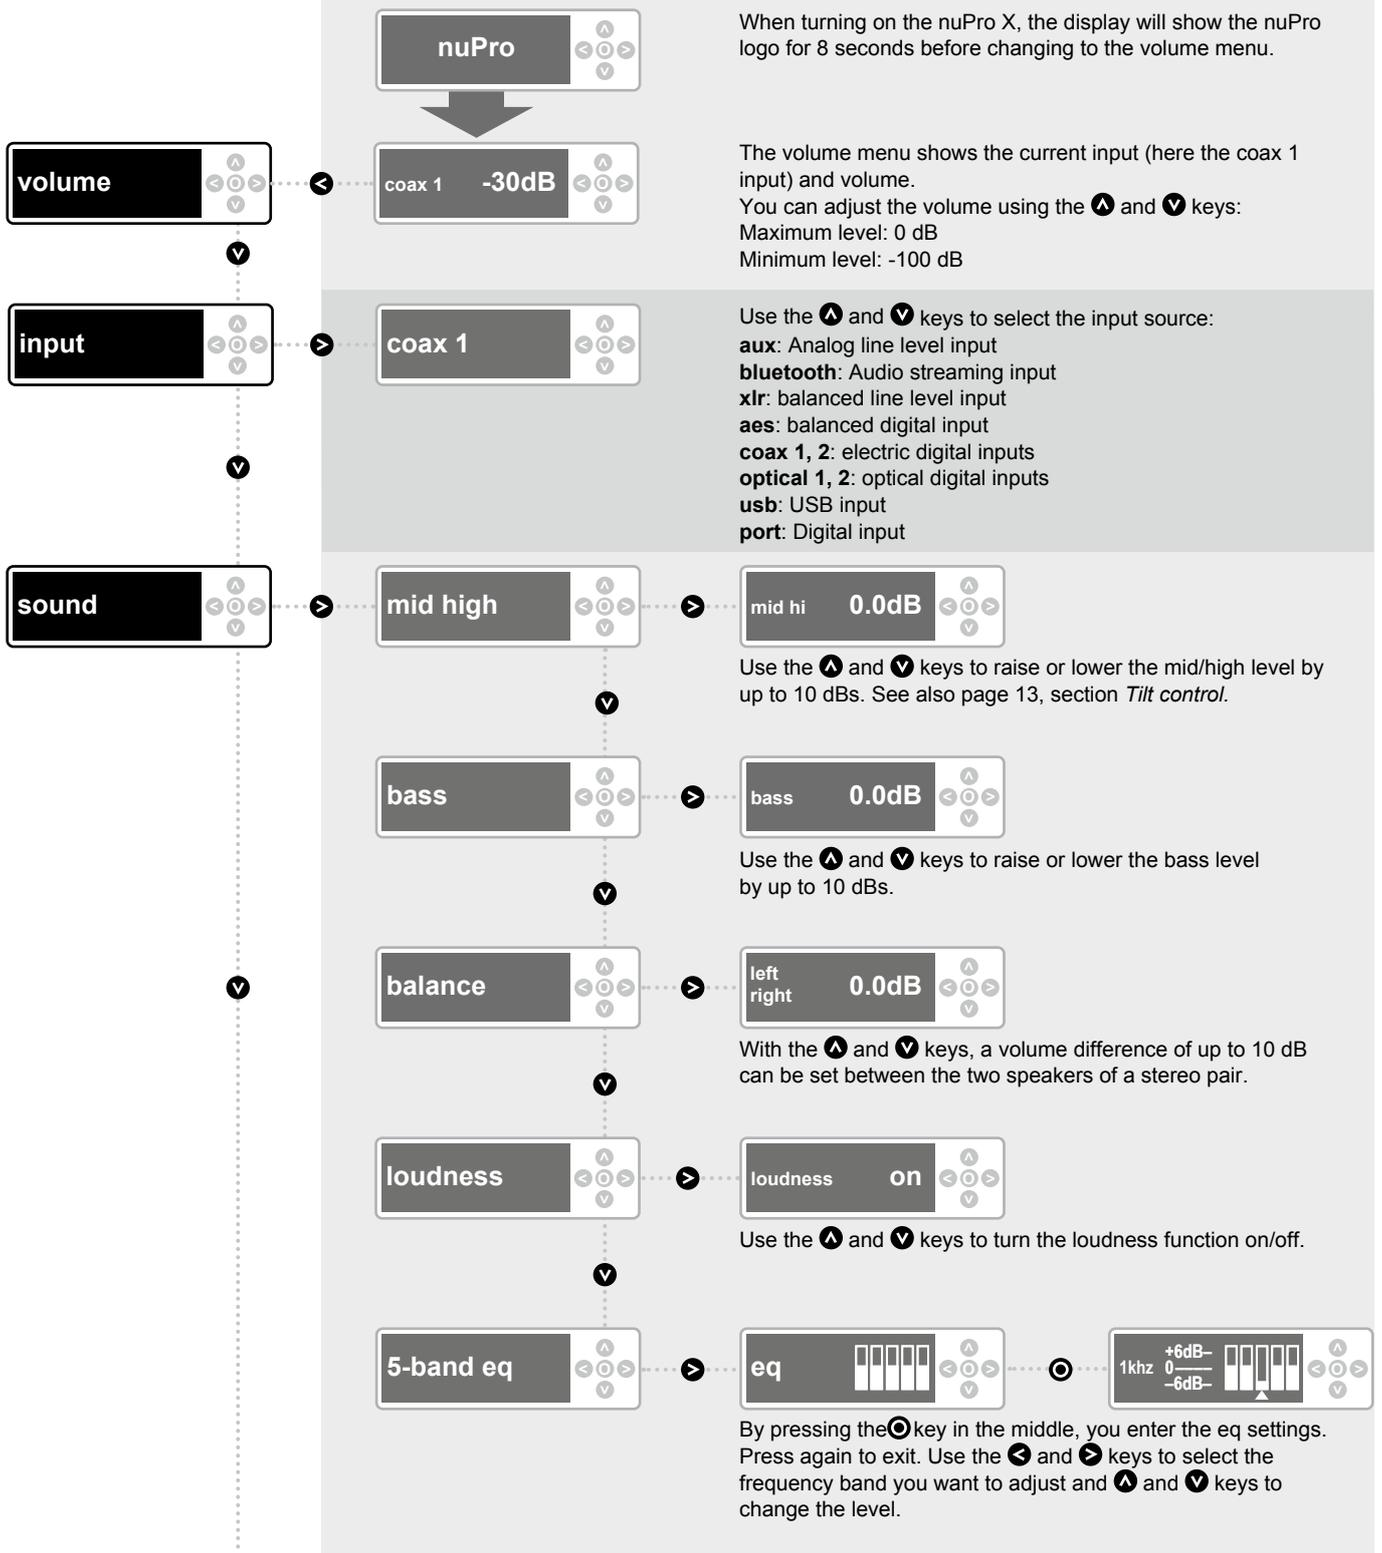 nuPro
When turning on the nuPro X, the display will show the nuPro
logo for 8 seconds before changing to the volume menu.
volume
coax 1 -30dB
The volume menu shows the current input (here the coax 1
input) and volume.
You can adjust the volume using the and keys:
Maximum level: 0 dB
Minimum level: -100 dB
input
coax 1
Use the and keys to select the input source:
aux: Analog line level input
bluetooth: Audio streaming input
xlr: balanced line level input
aes: balanced digital input
coax 1, 2: electric digital inputs
optical 1, 2: optical digital inputs
usb: USB input
port: Digital input
sound
mid high
mid hi 0.0dB
Use the and keys to raise or lower the mid/high level by
up to 10 dBs. See also page 13, section Tilt control.
bass
bass 0.0dB
Use the and keys to raise or lower the bass level
by up to 10 dBs.
balance
left
right 0.0dB
With the and keys, a volume difference of up to 10 dB
can be set between the two speakers of a stereo pair.
loudness
loudness on
Use the and keys to turn the loudness function on/off.
5-band eq
eq
1khz
+6dB–
0
–6dB–
By pressing the key in the middle, you enter the eq settings.
Press again to exit. Use the and keys to select the
frequency band you want to adjust and and keys to
change the level.